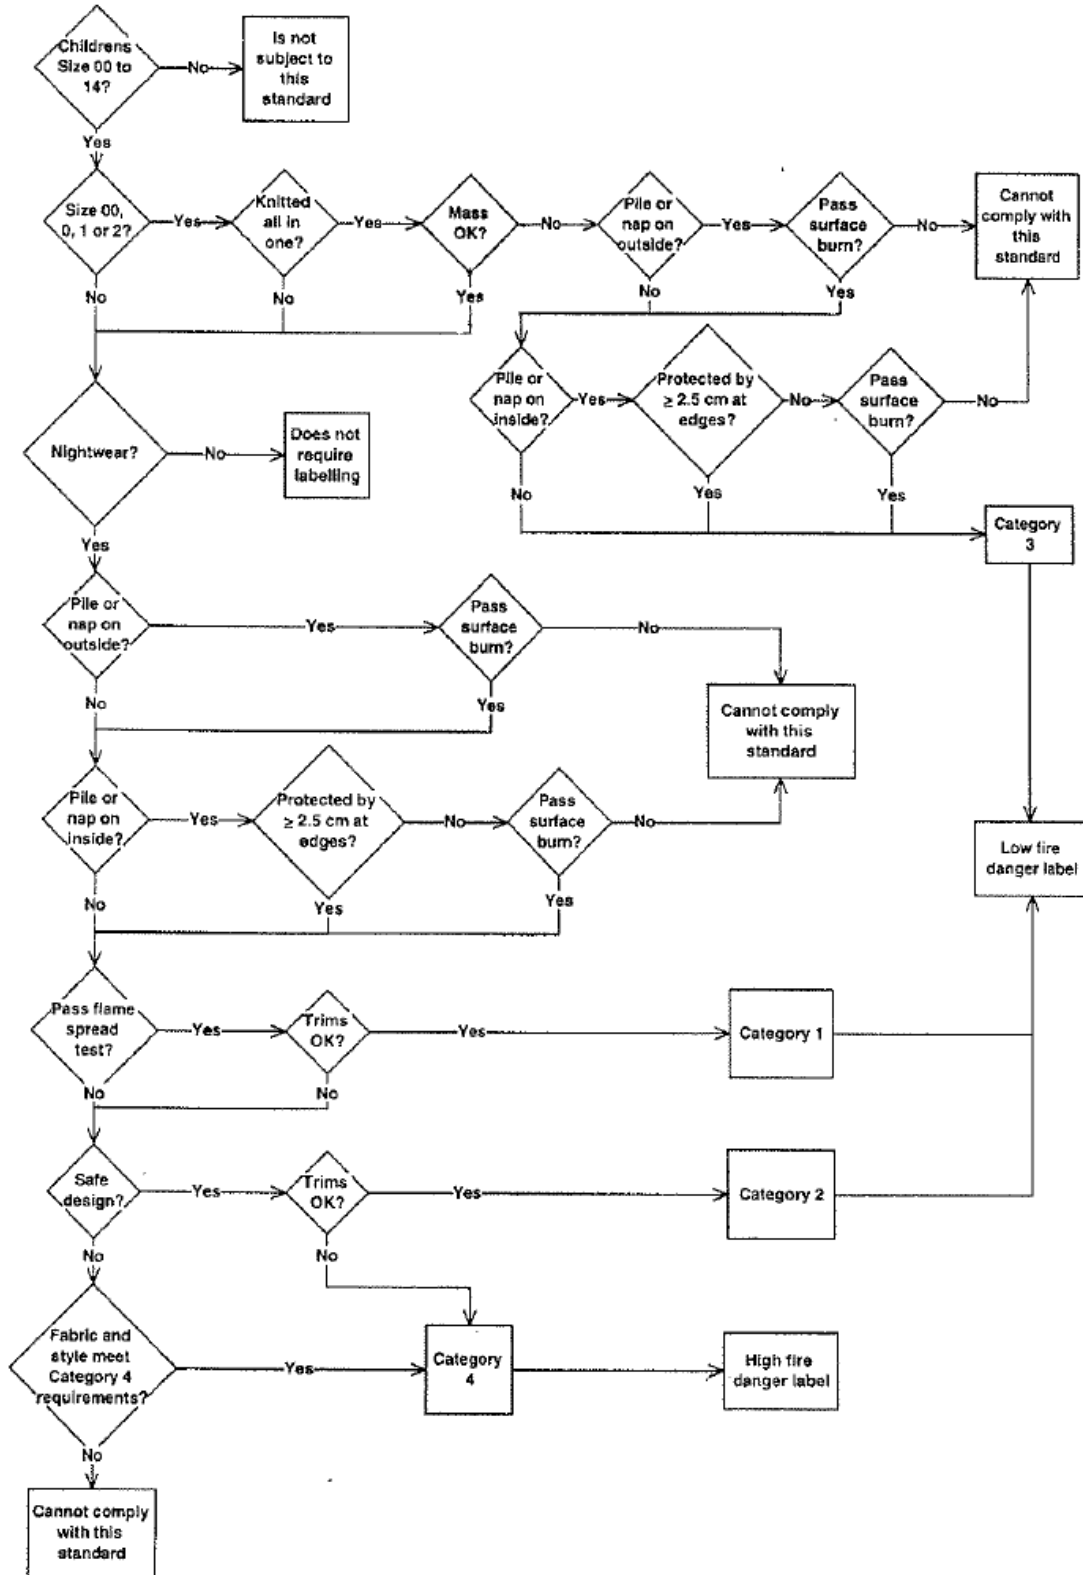 Childrens
Size 00 to
14?
No
Is not
subject to
this
standard
Yes
Size 00,
0, 1 or 2?
Yes
Knitted
all in
one?
Yes
Mass
OK?
No
Pile or
nap on
outside?
Yes
Pass
surface
burn?
No
Cannot
comply with
this
standard
No
No
Yes
No
Yes
Pile or
nap on
inside?
Yes
Protected by
≥ 2.5 cm at
edges?
No
Pass
surface
burn?
No
Nightwear?
No
Does not
require
labelling
No
Yes
Yes
Category
3
Yes
Pile or
nap on
outside?
Yes
Pass
surface
burn?
No
No
Yes
Cannot comply
with this
standard
Pile or
nap on
inside?
Yes
Protected by
≥ 2.5 cm at
edges?
No
Pass
surface
burn?
No
Low fire
danger label
No
Yes
Yes
Pass flame
spread
test?
Yes
Trims
OK?
Yes
Category 1
No
No
Safe
design?
Yes
Trims
OK?
Yes
Category 2
No
No
Fabric and
style meet
Category 4
requirements?
Yes
Category
4
High fire
danger label
No
Cannot comply
with this
standard